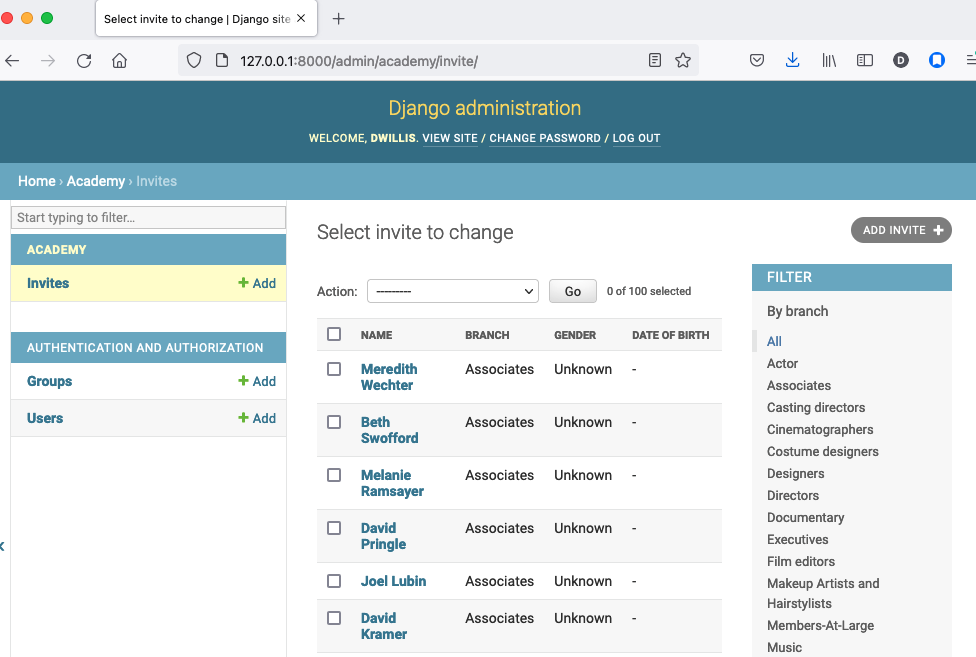 Select invite to change | Django site
127.0.0.1:8000/admin/academy/invite/
D
Django administration
WELCOME, DWILLIS. VIEW SITE / CHANGE PASSWORD / LOG OUT
Home › Academy › Invites
Start typing to filter...
ACADEMY
Invites + Add
AUTHENTICATION AND AUTHORIZATION
Groups + Add
Users + Add
Select invite to change
ADD INVITE +
Action: --------- Go 0 of 100 selected
NAME BRANCH GENDER DATE OF BIRTH
Meredith
Wechter Associates Unknown -
Beth
Swofford Associates Unknown -
Melanie
Ramsayer Associates Unknown -
David
Pringle Associates Unknown -
Joel Lubin Associates Unknown -
David
Kramer Associates Unknown -
FILTER
By branch
All
Actor
Associates
Casting directors
Cinematographers
Costume designers
Designers
Directors
Documentary
Executives
Film editors
Makeup Artists and
Hairstylists
Members-At-Large
Music